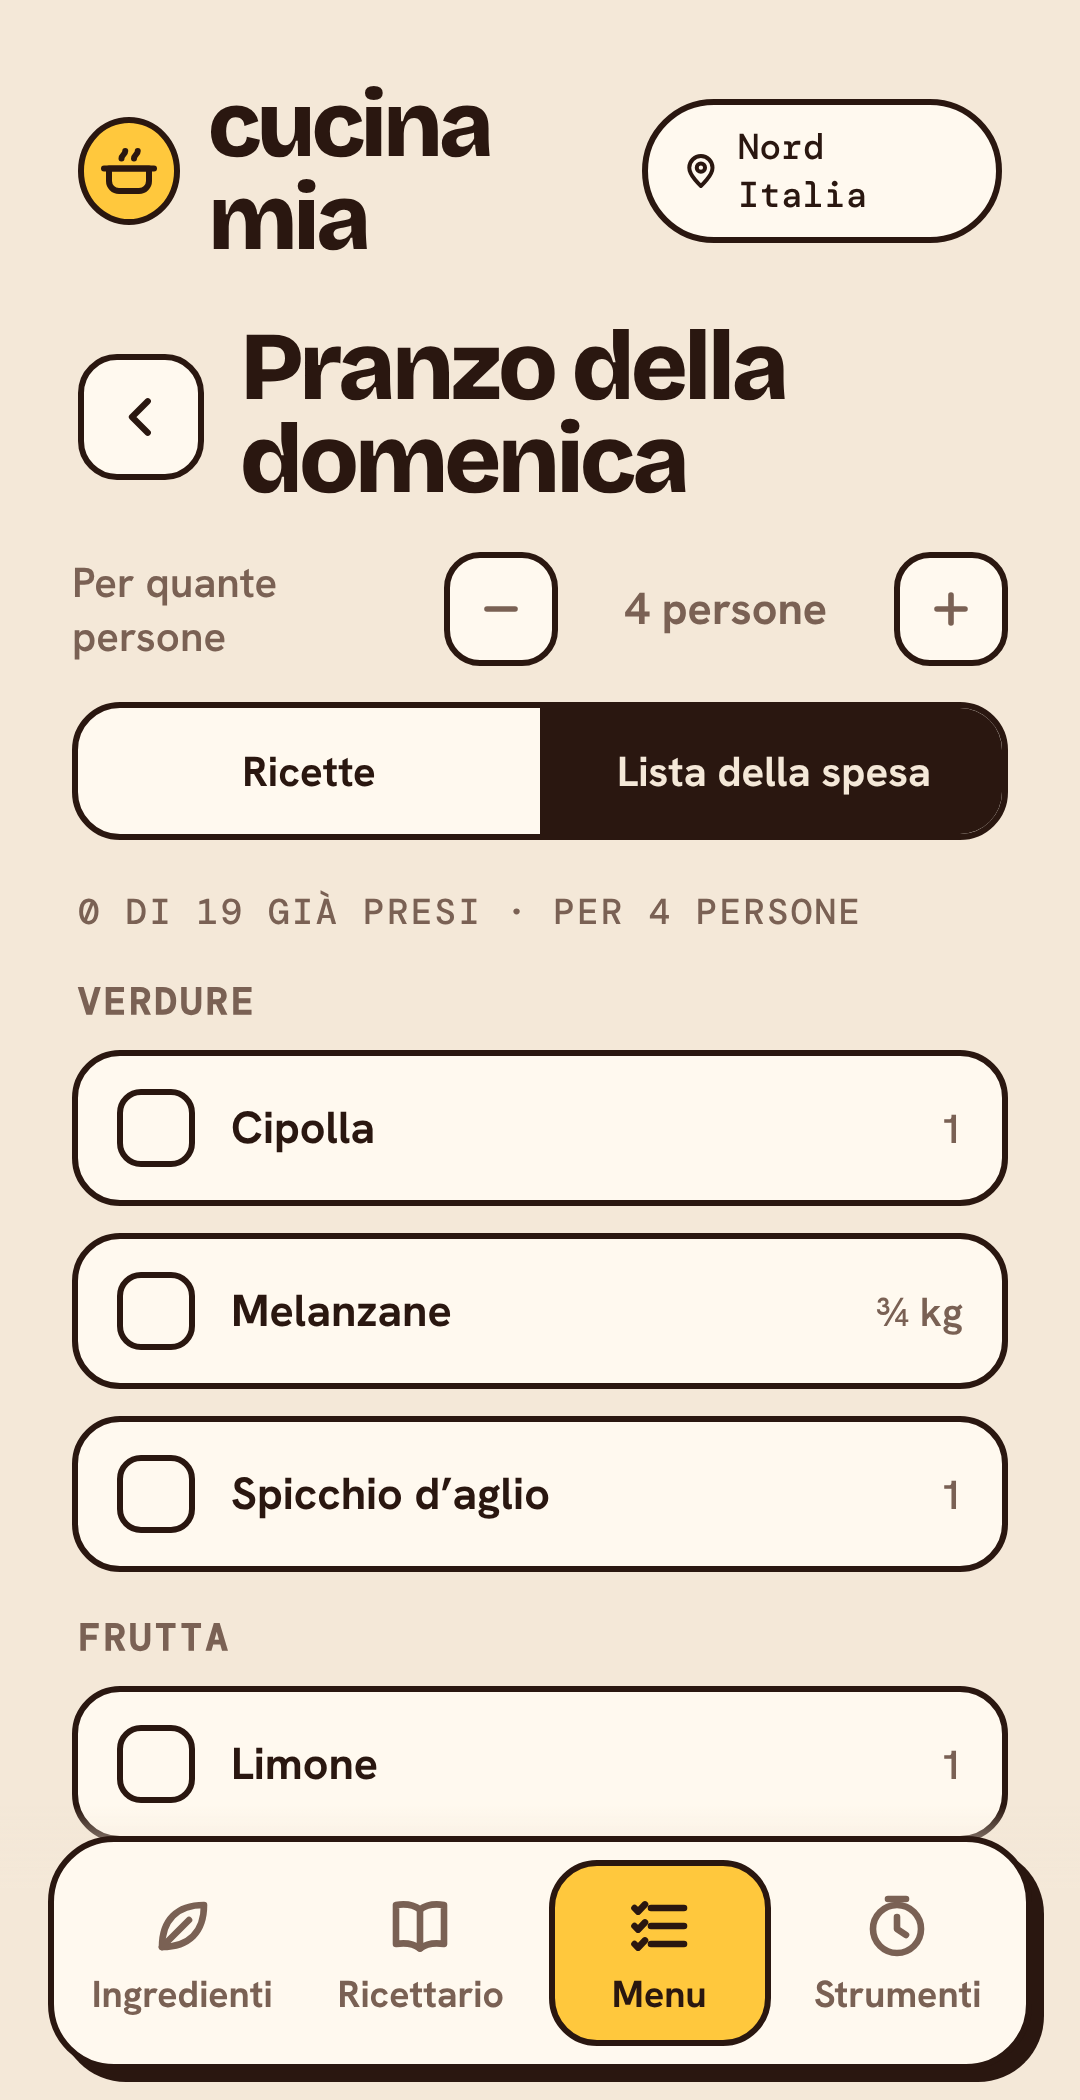 cucina
mia
Nord
Italia
Pranzo della
domenica
Per quante
persone
4 persone
Ricette
Lista della spesa
0 DI 19 GIÀ PRESI · PER 4 PERSONE
VERDURE
Cipolla
1
Melanzane
¾ kg
Spicchio d’aglio
1
FRUTTA
Limone
1
Ingredienti
Ricettario
Menu
Strumenti